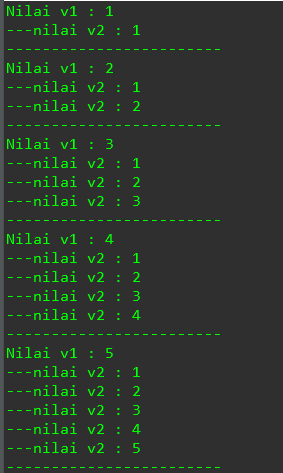 Nilai v1 : 1
---nilai v2 : 1
------------------------
Nilai v1 : 2
---nilai v2 : 1
---nilai v2 : 2
------------------------
Nilai v1 : 3
---nilai v2 : 1
---nilai v2 : 2
---nilai v2 : 3
------------------------
Nilai v1 : 4
---nilai v2 : 1
---nilai v2 : 2
---nilai v2 : 3
---nilai v2 : 4
------------------------
Nilai v1 : 5
---nilai v2 : 1
---nilai v2 : 2
---nilai v2 : 3
---nilai v2 : 4
---nilai v2 : 5
------------------------